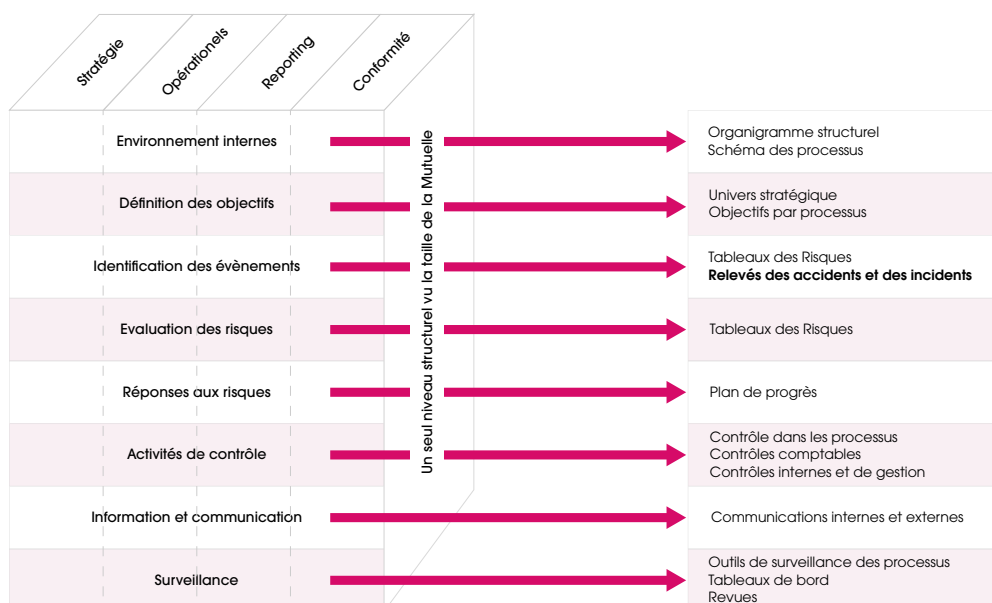 Stratégie
Opérationels
Reporting
Conformité
Un seul niveau structurel vu la taille de la Mutuelle
Environnement internes
Organigramme structurel
Schéma des processus
Définition des objectifs
Univers stratégique
Objectifs par processus
Identification des évènements
Tableaux des Risques
Relevés des accidents et des incidents
Evaluation des risques
Tableaux des Risques
Réponses aux risques
Plan de progrès
Activités de contrôle
Contrôle dans les processus
Contrôles comptables
Contrôles internes et de gestion
Information et communication
Communications internes et externes
Surveillance
Outils de surveillance des processus
Tableaux de bord
Revues